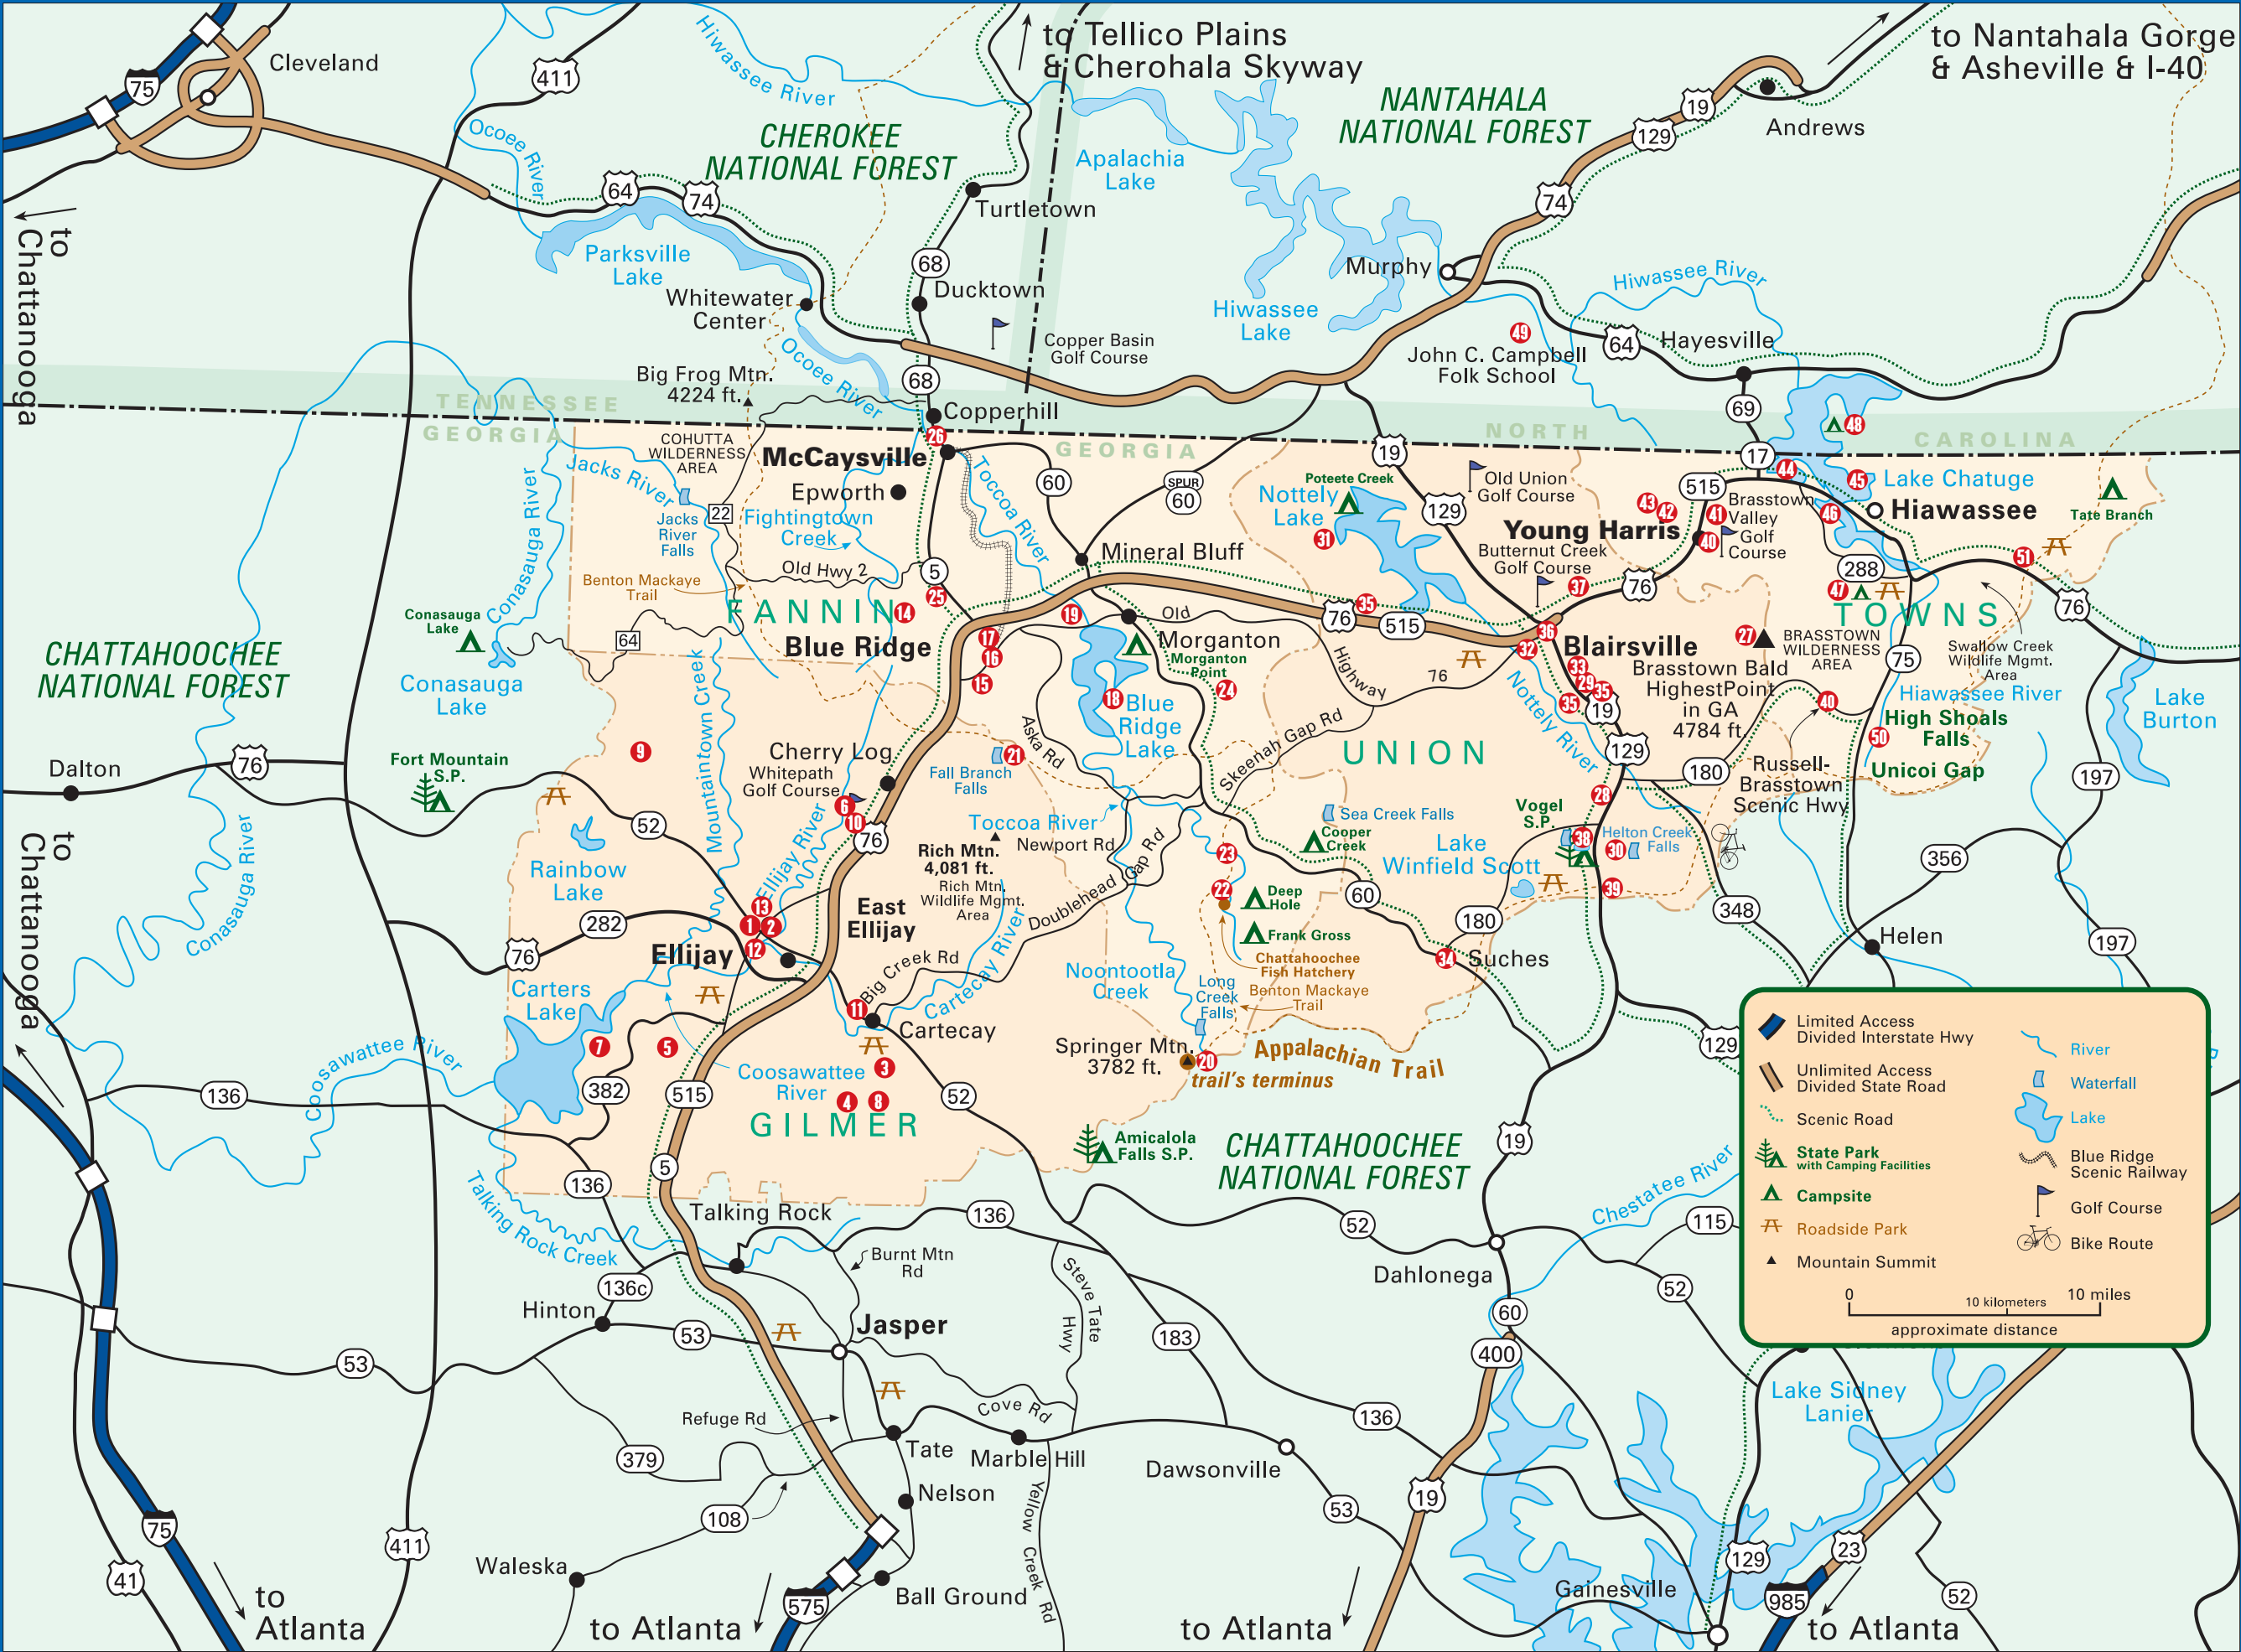 to Tellico Plains
& Cherohala Skyway
to Nantahala Gorge
& Asheville & I-40
Cleveland
75
411
Hiwassee River
Ocoee River
CHEROKEE
NATIONAL FOREST
NANTAHALA
NATIONAL FOREST
19
129
Andrews
Apalachia
Lake
64
74
74
Turtletown
to
Chattanooga
Parksville
Lake
68
Murphy
Hiwassee River
Whitewater
Center
Ducktown
Hiwassee
Lake
Copper Basin
Golf Course
49
John C. Campbell
Folk School
64
Hayesville
Ocoee River
Big Frog Mtn.
4224 ft.
68
Copperhill
69
TENNESSEE
GEORGIA
GEORGIA
NORTH
CAROLINA
48
26
COHUTTA
WILDERNESS
AREA
McCaysville
Epworth
Jacks River
22
Jacks
River
Falls
Fightingtown
Creek
Toccoa River
60
SPUR
60
19
17
44
45
Lake Chatuge
Poteete Creek
Nottely
Lake
31
129
Old Union
Golf Course
515
43
42
41
Brasstown
Valley
Golf
Course
46
Hiawassee
Tate Branch
Young Harris
40
Butternut Creek
Golf Course
Conasauga River
Mineral Bluff
Old Hwy 2
5
Benton Mackaye
Trail
25
288
51
37
76
47
TOWNS
76
FANNIN
14
19
35
76
515
Old
Morganton
Conasauga
Lake
64
Blue Ridge
17
16
15
36
32
Blairsville
27
BRASSTOWN
WILDERNESS
AREA
Swallow Creek
Wildlife Mgmt.
Area
CHATTAHOOCHEE
NATIONAL FOREST
Conasauga
Lake
Morganton
Point
24
Highway
76
33
29
35
35
19
Brasstown Bald
HighestPoint
in GA
4784 ft.
75
Hiawassee River
Lake
Burton
18
Blue
Ridge
Lake
Nottely River
40
High Shoals
Falls
50
Unicoi Gap
Mountaintown Creek
Aska Rd
Skeenah Gap Rd
UNION
129
180
Russell-
Brasstown
Scenic Hwy
197
9
Cherry Log
Whitepath
Golf Course
6
10
Fall Branch
Falls
21
Dalton
76
Fort Mountain
S.P.
52
76
Toccoa River
Newport Rd
Rich Mtn.
4,081 ft.
Rich Mtn.
Wildlife Mgmt.
Area
Doublehead Gap Rd
Sea Creek Falls
Cooper
Creek
Vogel
S.P.
28
38
Helton Creek
Falls
30
Lake
Winfield Scott
39
356
to
Chattanooga
Conasauga River
Rainbow
Lake
Ellijay River
23
22
Deep
Hole
Frank Gross
Chattahoochee
Fish Hatchery
Benton Mackaye
Trail
60
180
348
Helen
197
282
76
13
1
2
12
Ellijay
East
Ellijay
Big Creek Rd
Cartecay River
11
Cartecay
Noontootla
Creek
Long
Creek
Falls
34
Suches
Carters
Lake
Coosawattee River
7
5
382
515
136
Coosawattee
River
3
4
8
GILMER
52
Springer Mtn.
3782 ft.
20
trail's terminus
Appalachian Trail
129
19
Amicalola
Falls S.P.
CHATTAHOOCHEE
NATIONAL FOREST
Chestatee River
115
Limited Access
Divided Interstate Hwy
Unlimited Access
Divided State Road
Scenic Road
State Park
with Camping Facilities
Campsite
Roadside Park
Mountain Summit
River
Waterfall
Lake
Blue Ridge
Scenic Railway
Golf Course
Bike Route
0
10 kilometers
10 miles
approximate distance
5
136
Talking Rock Creek
Talking Rock
136
52
Dahlonega
52
Burnt Mtn
Rd
Steve Tate
Hwy
136c
Hinton
53
Jasper
53
183
60
400
Lake Sidney
Lanier
Refuge Rd
Cove Rd
136
379
Tate
Marble Hill
Dawsonville
108
Nelson
Yellow Creek Rd
53
19
75
411
41
Waleska
575
Ball Ground
to
Atlanta
to Atlanta
to Atlanta
Gainesville
129
23
985
to Atlanta
52